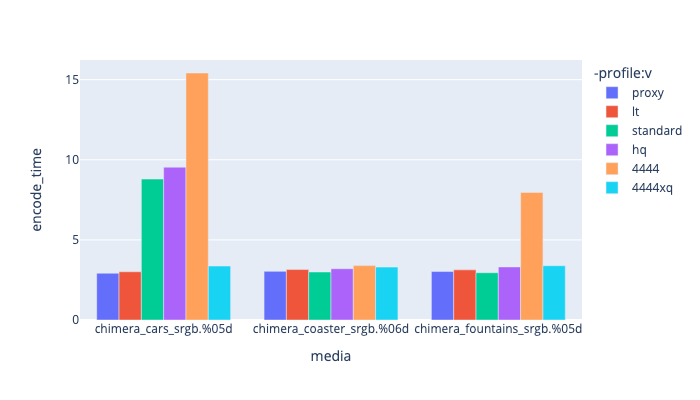 encode_time
15
10
5
0
chimera_cars_srgb.%05d
chimera_coaster_srgb.%06d
chimera_fountains_srgb.%05d
media
-profile:v
proxy
lt
standard
hq
4444
4444xq